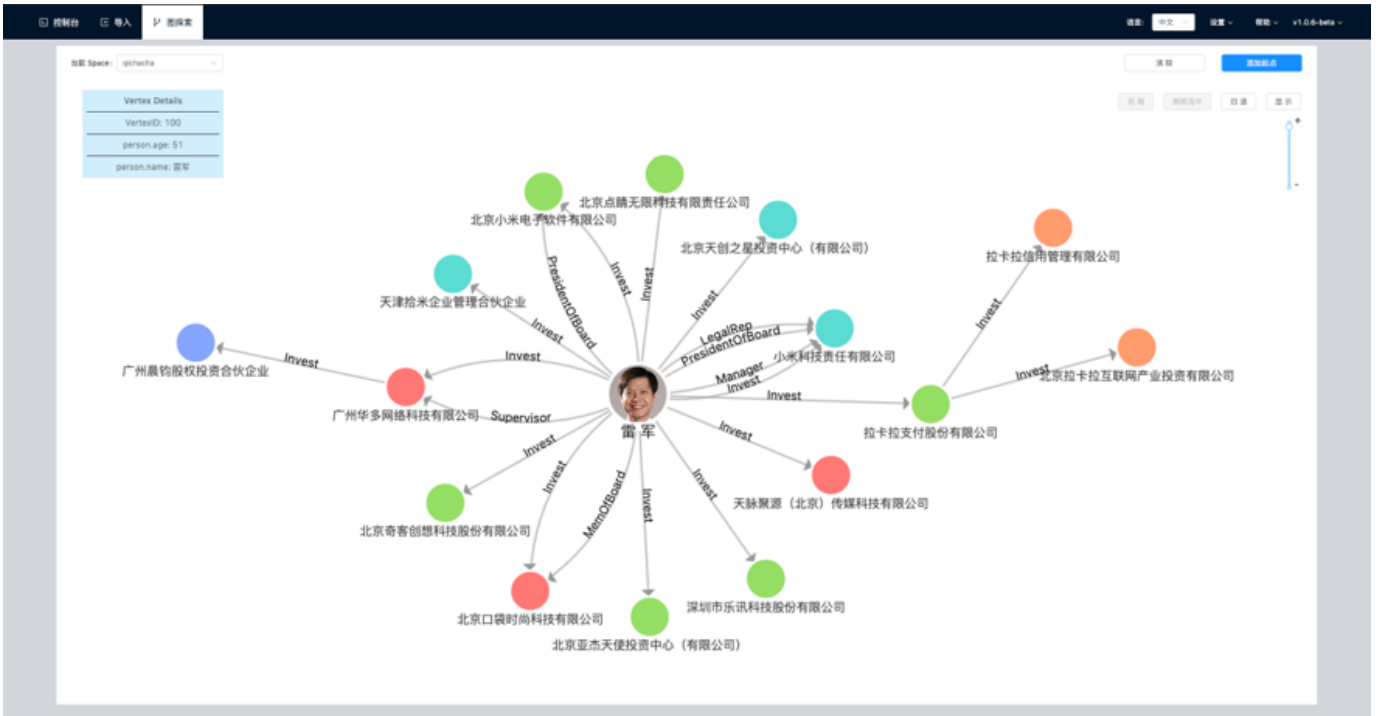 控制台 导入 图探索 语言: 中文 设置 帮助 v1.0.6-beta
当前 Space: qichacha 清除 添加起点
Vertex Details
VertexID: 100
person.age: 51
person.name: 雷军
拓展 删除选中 回退 显示
+
-
北京点睛无限科技有限责任公司
北京小米电子软件有限公司
北京天创之星投资中心（有限公司）
拉卡拉信用管理有限公司
天津拾米企业管理合伙企业
PresidentOfBoard
Invest
Invest
Invest
Invest
Invest
LegalRep
PresidentOfBoard
小米科技责任有限公司
Invest
Invest
广州晨钧股权投资合伙企业
Manager
Invest
Invest
北京拉卡拉互联网产业投资有限公司
Invest
广州华多网络科技有限公司
Supervisor
雷 军
拉卡拉支付股份有限公司
Invest
Invest
Invest
MemOfBoard
Invest
Invest
天脉聚源（北京）传媒科技有限公司
北京奇客创想科技股份有限公司
深圳市乐讯科技股份有限公司
北京口袋时尚科技有限公司
北京亚杰天使投资中心（有限公司）